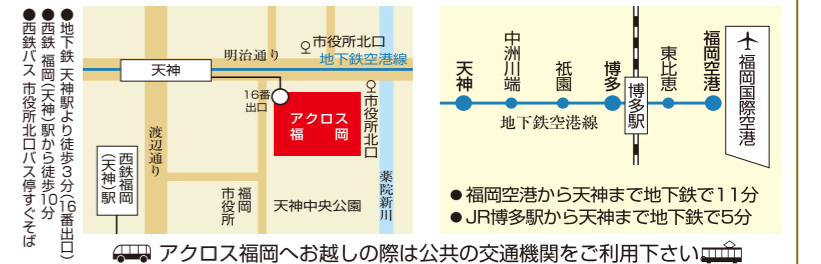 ●地下鉄 天神駅より徒歩3分(16番出口)
●西鉄 福岡(天神)駅から徒歩10分
●西鉄バス 市役所北口バス停すぐそば
明治通り
市役所北口
地下鉄空港線
天神
16番
出口
アクロス
福岡
市役所北口
渡辺通り
西鉄福岡
(天神)駅
福岡
市役所
天神中央公園
薬院新川
天神
中洲川端
祇園
博多
博多駅
東比恵
福岡空港
福岡国際空港
地下鉄空港線
●福岡空港から天神まで地下鉄で11分
●JR博多駅から天神まで地下鉄で5分
アクロス福岡へお越しの際は公共の交通機関をご利用下さい